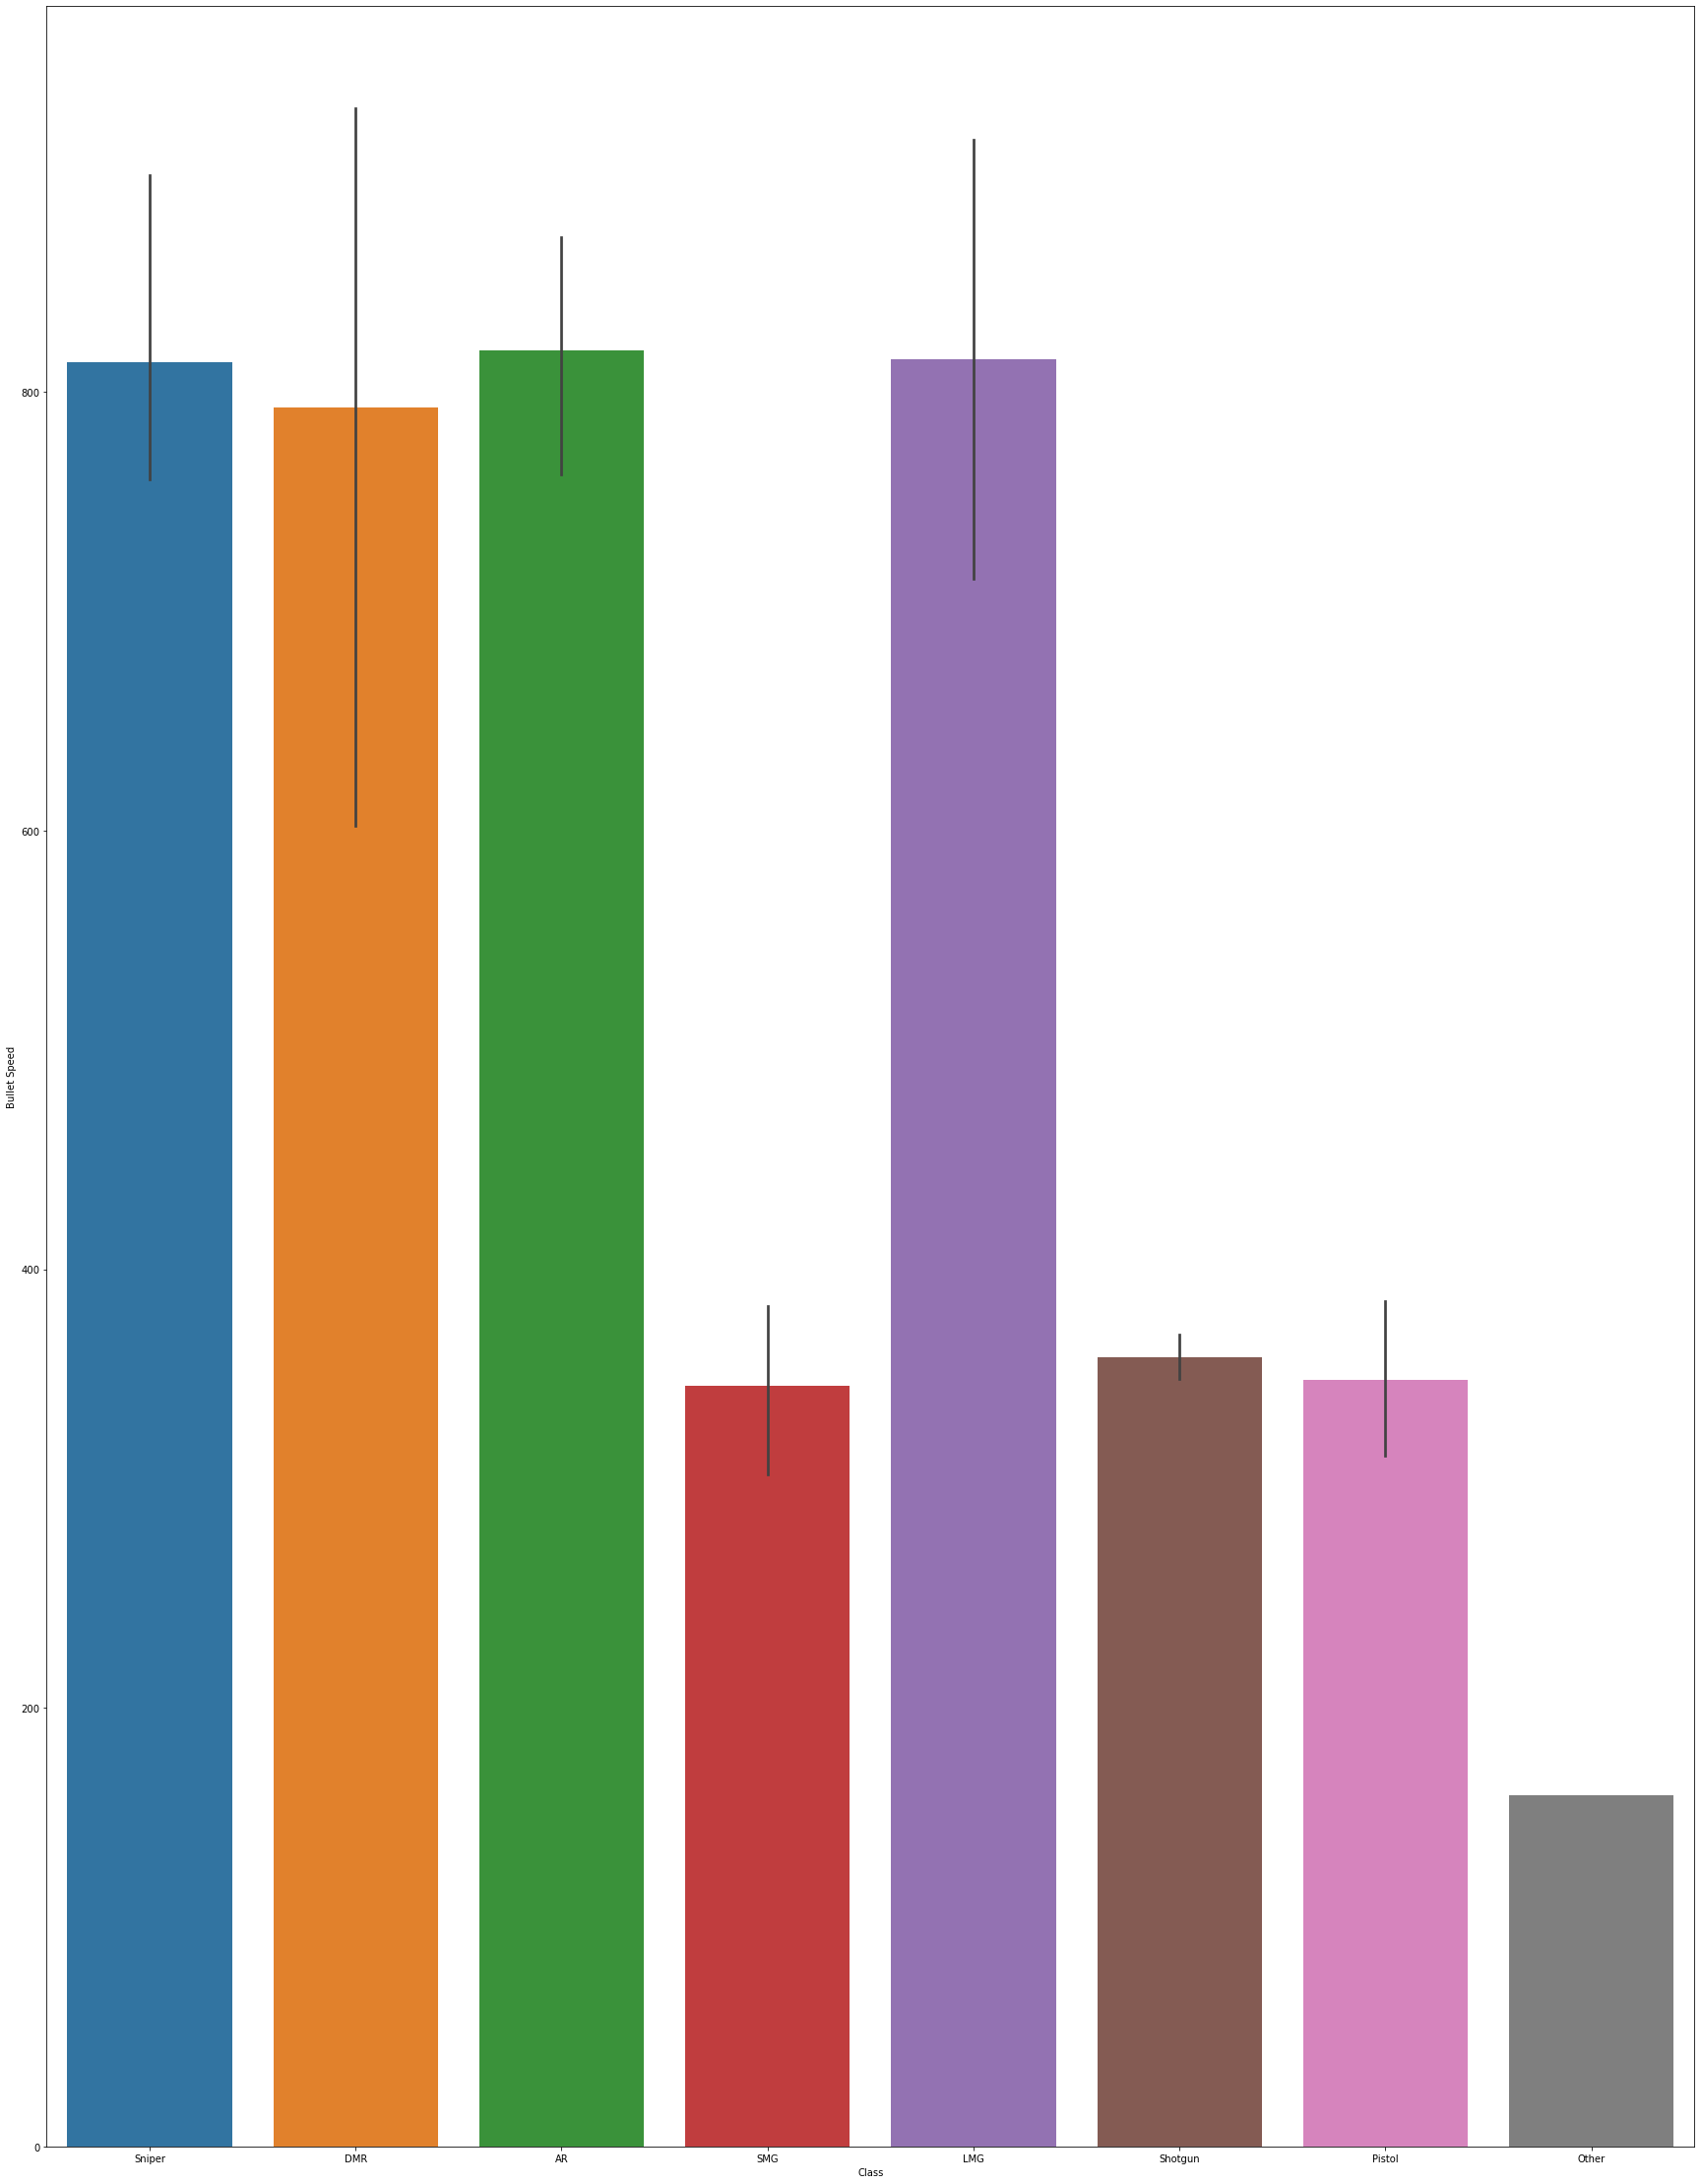 800
600
400
200
0
Bullet Speed
Sniper DMR AR SMG LMG Shotgun Pistol Other
Class